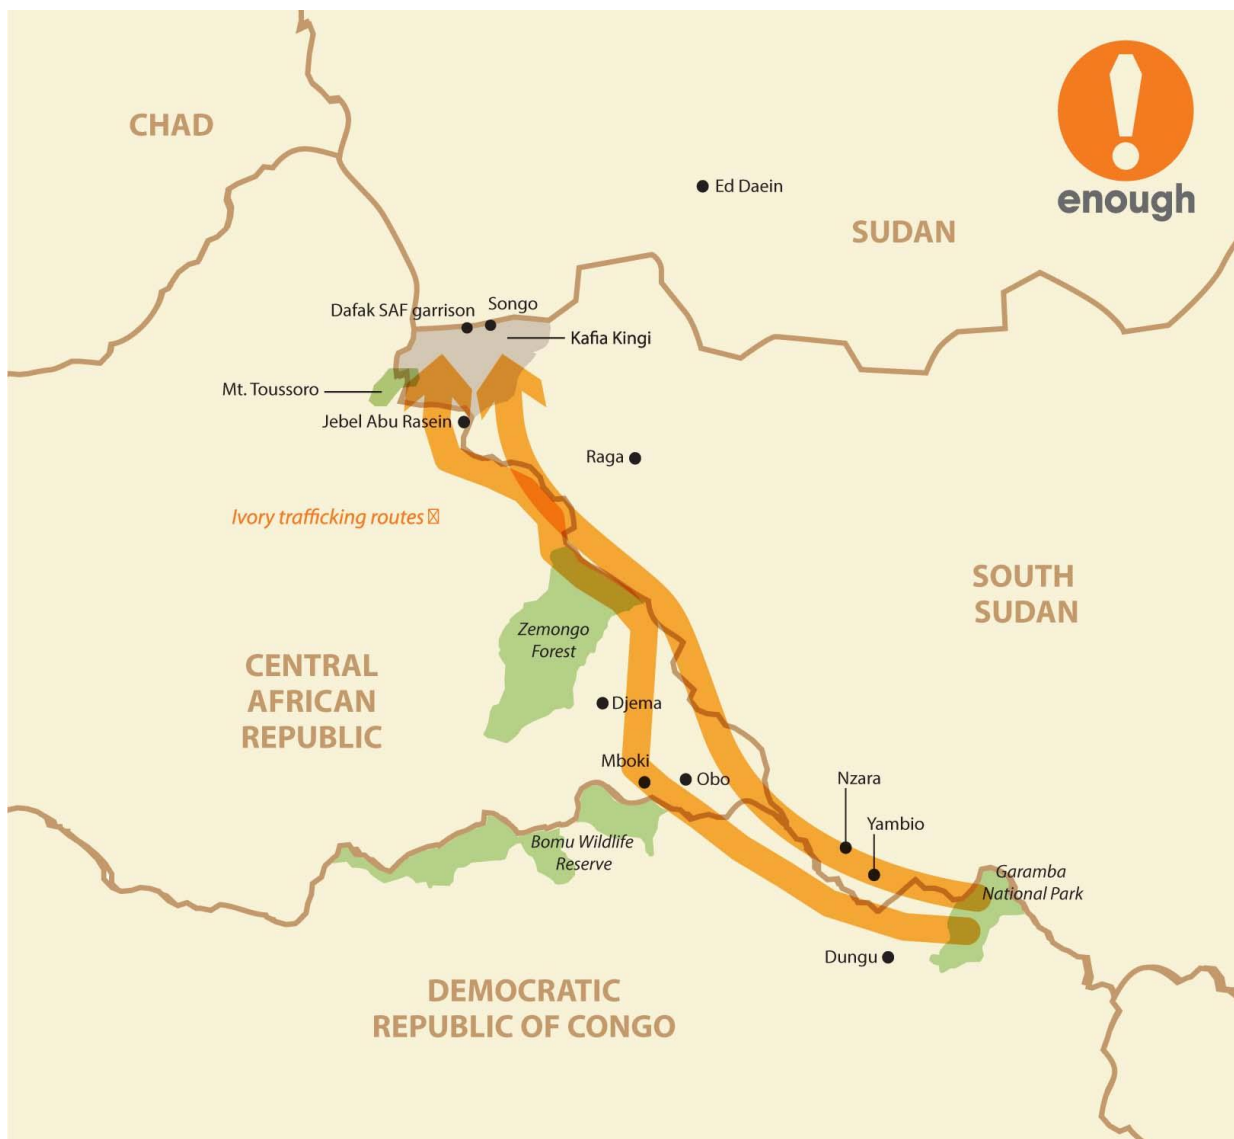 CHAD
enough
Ed Daein
SUDAN
Dafak SAF garrison
Songo
Kafia Kingi
Mt. Toussoro
Jebel Abu Rasein
Raga
Ivory trafficking routes
SOUTH
SUDAN
Zemongo
Forest
CENTRAL
AFRICAN
REPUBLIC
Djema
Mboki
Obo
Nzara
Yambio
Bomu Wildlife
Reserve
Garamba
National Park
Dungu
DEMOCRATIC
REPUBLIC OF CONGO